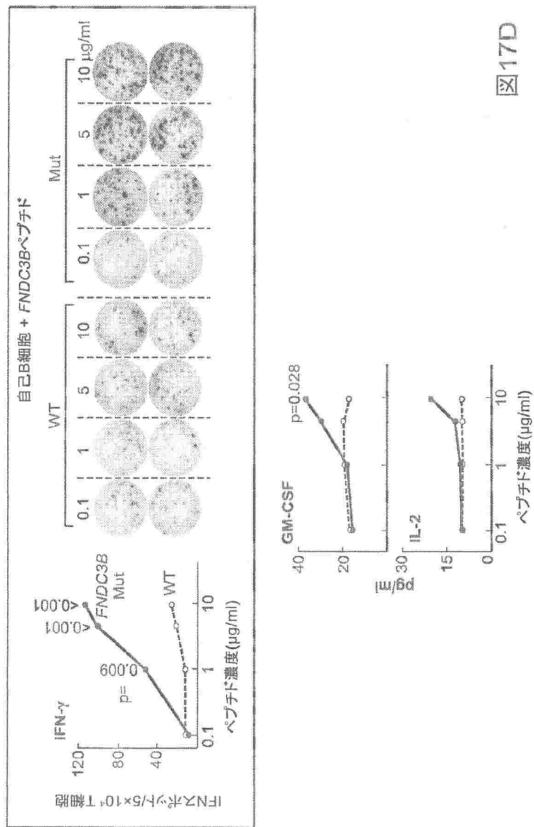 自己B細胞 + FNDC3Bペプチド
WT
Mut
0.1 1 5 10 0.1 1 5 10 μg/ml
IFN-γ
<0.001
<0.001
FNDC3B
Mut
p=
0.009
WT
120
80
40
0.1 1 10
ペプチド濃度(μg/ml)
IFNスポット/5×10⁴ T細胞
GM-CSF
p=0.028
40
20
IL-2
30
15
0
pg/ml
0.1 1 10
ペプチド濃度(μg/ml)
図17D